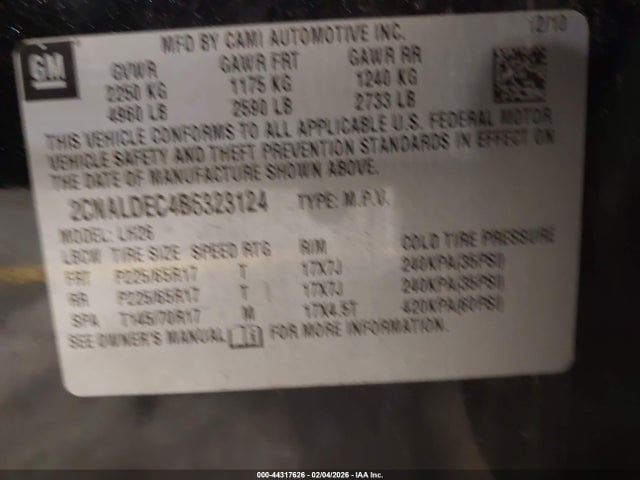 12/10
GM
MFD BY CAMI AUTOMOTIVE INC.
GVWR GAWR FRT GAWR RR
2250 KG 1175 KG 1240 KG
4960 LB 2590 LB 2733 LB
THIS VEHICLE CONFORMS TO ALL APPLICABLE U.S. FEDERAL MOTOR
VEHICLE SAFETY AND THEFT PREVENTION STANDARDS IN EFFECT ON
THE DATE OF MANUFACTURE SHOWN ABOVE.
2CNALDEC4B6323124 TYPE: M.P.V.
MODEL: LH26
TIRE SIZE SPEED RTG RIM COLD TIRE PRESSURE
FRT P225/65R17 T 17X7J 240KPA(35PSI)
RR P225/65R17 T 17X7J 240KPA(35PSI)
SPA T145/70R17 M 17X4.5T 420KPA(60PSI)
SEE OWNER'S MANUAL FOR MORE INFORMATION.
000-44317626 - 02/04/2026 - IAA Inc.